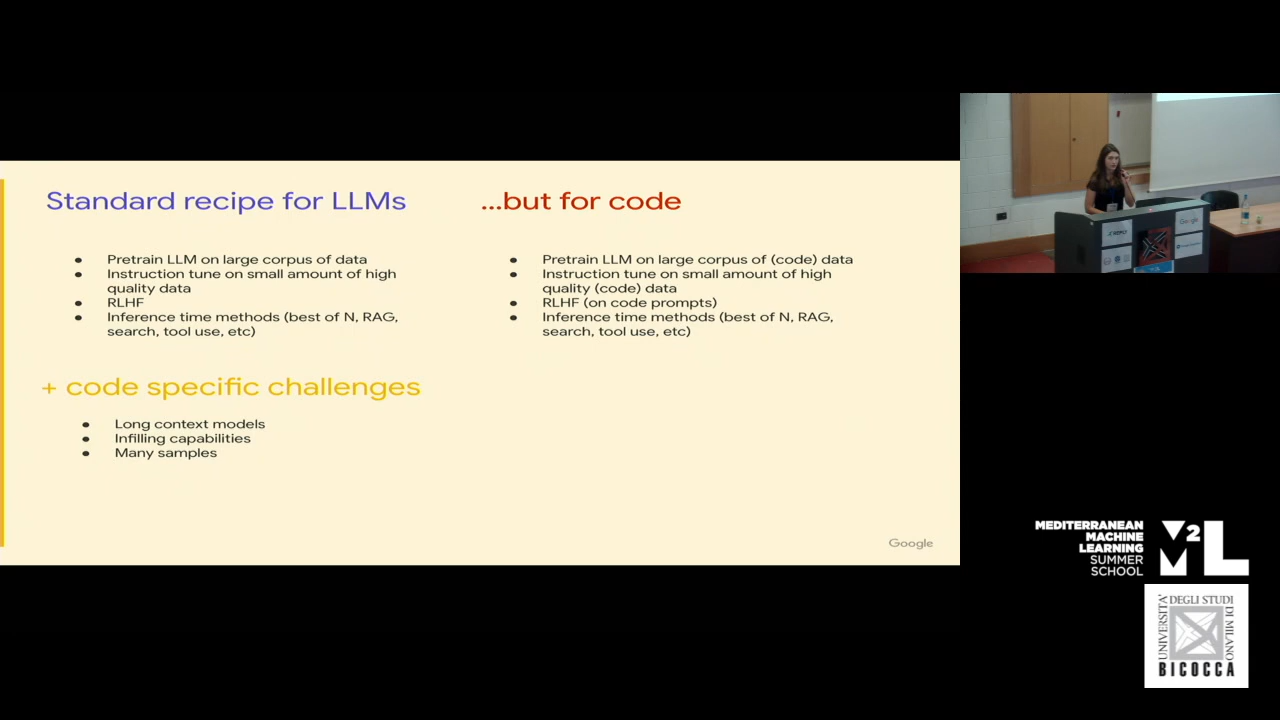 Standard recipe for LLMs
● Pretrain LLM on large corpus of data
● Instruction tune on small amount of high
quality data
● RLHF
● Inference time methods (best of N, RAG,
search, tool use, etc)
...but for code
● Pretrain LLM on large corpus of (code) data
● Instruction tune on small amount of high
quality (code) data
● RLHF (on code prompts)
● Inference time methods (best of N, RAG,
search, tool use, etc)
+ code specific challenges
● Long context models
● Infilling capabilities
● Many samples
Google
Google
MEDITERRANEAN
MACHINE
LEARNING
SUMMER
SCHOOL
M2L
UNIVERSITA'
DEGLI STUDI
DI MILANO
BICOCCA